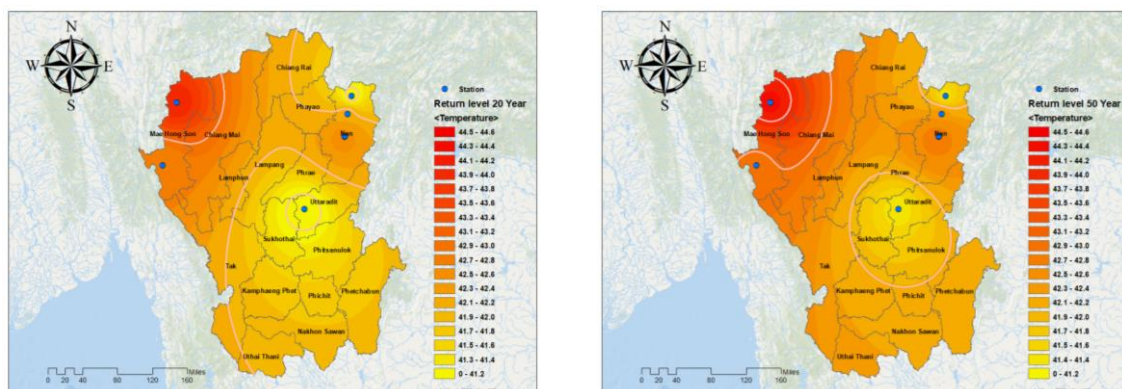 N
W E
S
Chiang Rai
Phayao
Nan
Mae Hong Son
Chiang Mai
Lampang
Lamphun
Phrae
Uttaradit
Sukhothai
Phitsanulok
Tak
Kamphaeng Phet
Phichit
Phetchabun
Nakhon Sawan
Uthai Thani
Station
Return level 20 Year
<Temperature>
44.5 - 44.6
44.3 - 44.4
44.1 - 44.2
43.9 - 44.0
43.7 - 43.8
43.5 - 43.6
43.3 - 43.4
43.1 - 43.2
42.9 - 43.0
42.7 - 42.8
42.5 - 42.6
42.3 - 42.4
42.1 - 42.2
41.9 - 42.0
41.7 - 41.8
41.5 - 41.6
41.3 - 41.4
0 - 41.2
0 20 40 80 120 160
Miles
N
W E
S
Chiang Rai
Phayao
Nan
Mae Hong Son
Chiang Mai
Lampang
Lamphun
Phrae
Uttaradit
Sukhothai
Phitsanulok
Tak
Kamphaeng Phet
Phichit
Phetchabun
Nakhon Sawan
Uthai Thani
Station
Return level 50 Year
<Temperature>
44.5 - 44.6
44.3 - 44.4
44.1 - 44.2
43.9 - 44.0
43.7 - 43.8
43.5 - 43.6
43.3 - 43.4
43.1 - 43.2
42.9 - 43.0
42.7 - 42.8
42.5 - 42.6
42.3 - 42.4
42.1 - 42.2
41.9 - 42.0
41.7 - 41.8
41.5 - 41.6
41.4 - 41.4
0 - 41.2
0 20 40 80 120 160
Miles